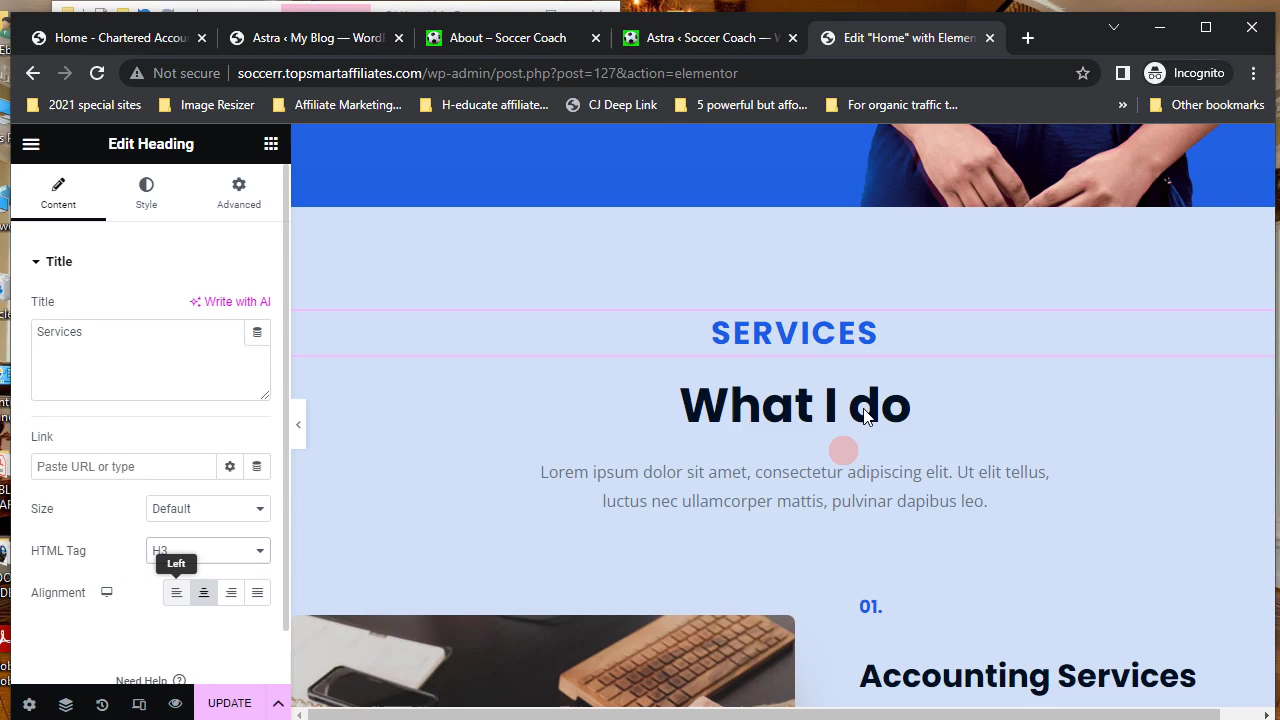 Home - Chartered Accou
Astra ‹ My Blog — Word
About – Soccer Coach
Astra ‹ Soccer Coach — W
Edit "Home" with Elemen
Not secure
soccerr.topsmartaffiliates.com/wp-admin/post.php?post=127&action=elementor
Incognito
2021 special sites
Image Resizer
Affiliate Marketing...
H-educate affiliate...
CJ Deep Link
5 powerful but affo...
For organic traffic t...
»
Other bookmarks
Edit Heading
Content
Style
Advanced
Title
Title
Write with AI
Services
Link
Paste URL or type
Size
Default
HTML Tag
H3
Left
Alignment
Need Help
UPDATE
SERVICES
What I do
Lorem ipsum dolor sit amet, consectetur adipiscing elit. Ut elit tellus,
luctus nec ullamcorper mattis, pulvinar dapibus leo.
01.
Accounting Services